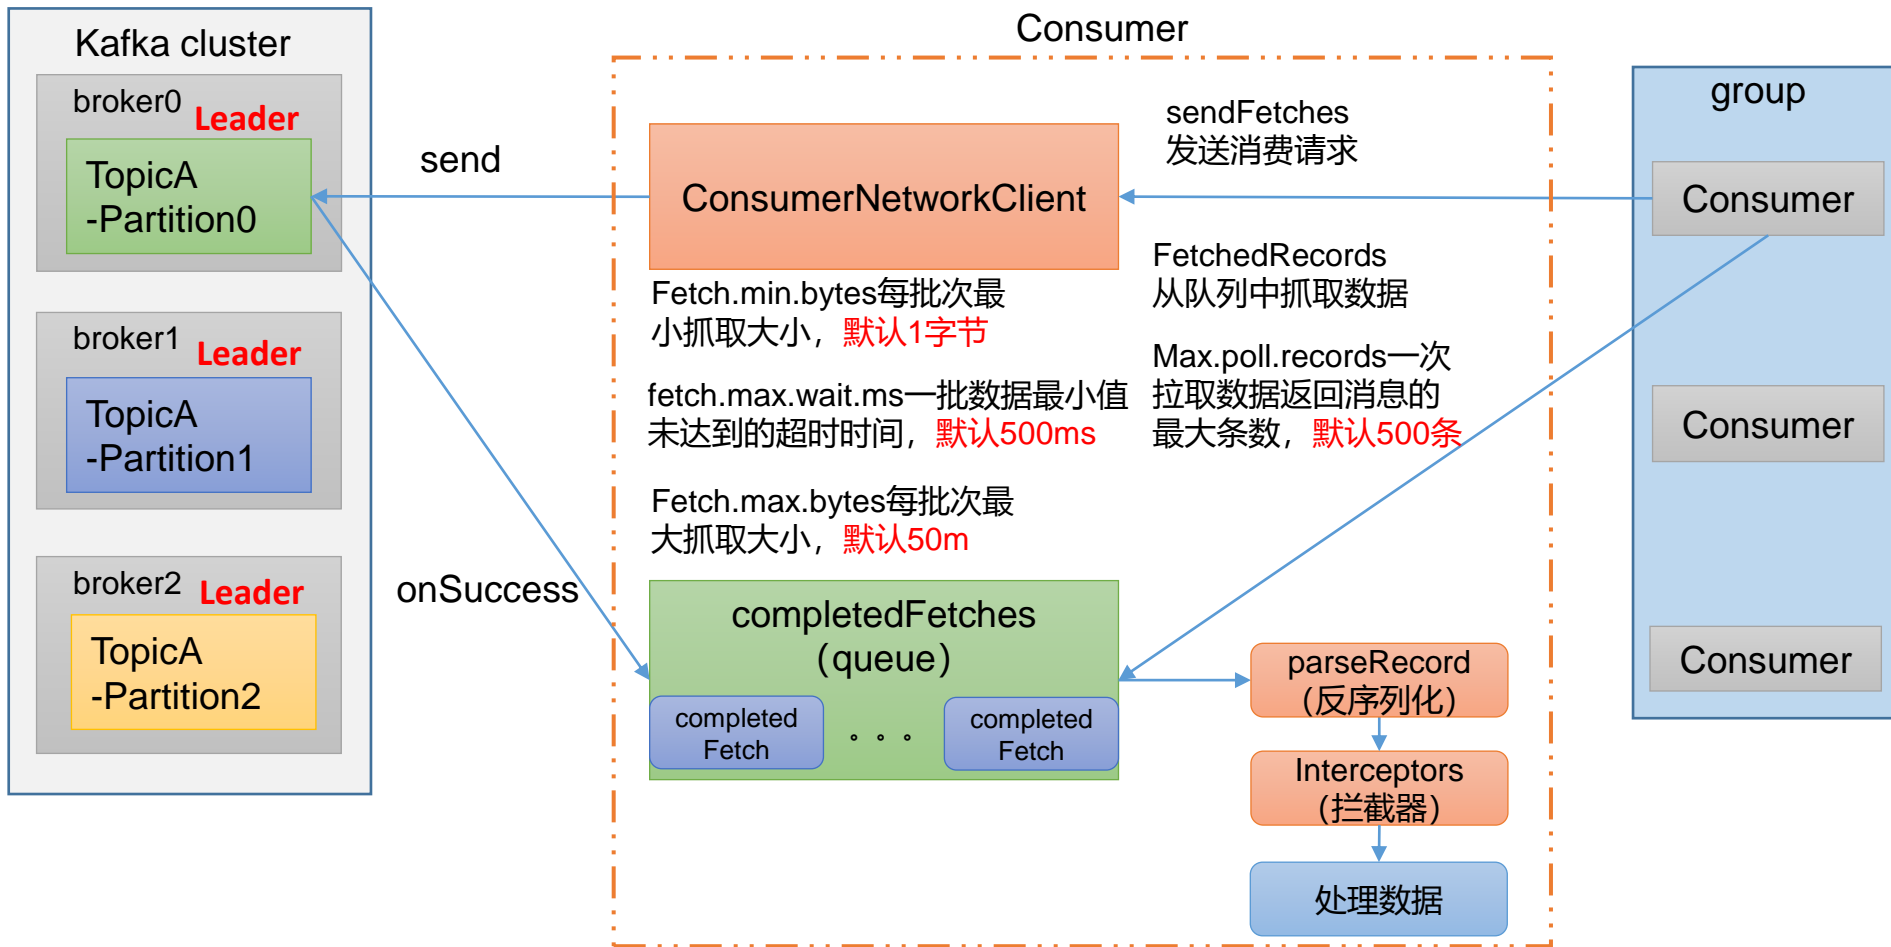 Kafka cluster
broker0
Leader
TopicA
-Partition0
broker1
Leader
TopicA
-Partition1
broker2
Leader
TopicA
-Partition2
send
onSuccess
Consumer
ConsumerNetworkClient
Fetch.min.bytes每批次最
小抓取大小，默认1字节
fetch.max.wait.ms一批数据最小值
未达到的超时时间，默认500ms
Fetch.max.bytes每批次最
大抓取大小，默认50m
completedFetches
（queue）
completed
Fetch
。。。
completed
Fetch
sendFetches
发送消费请求
FetchedRecords
从队列中抓取数据
Max.poll.records一次
拉取数据返回消息的
最大条数，默认500条
parseRecord
（反序列化）
Interceptors
（拦截器）
处理数据
group
Consumer
Consumer
Consumer